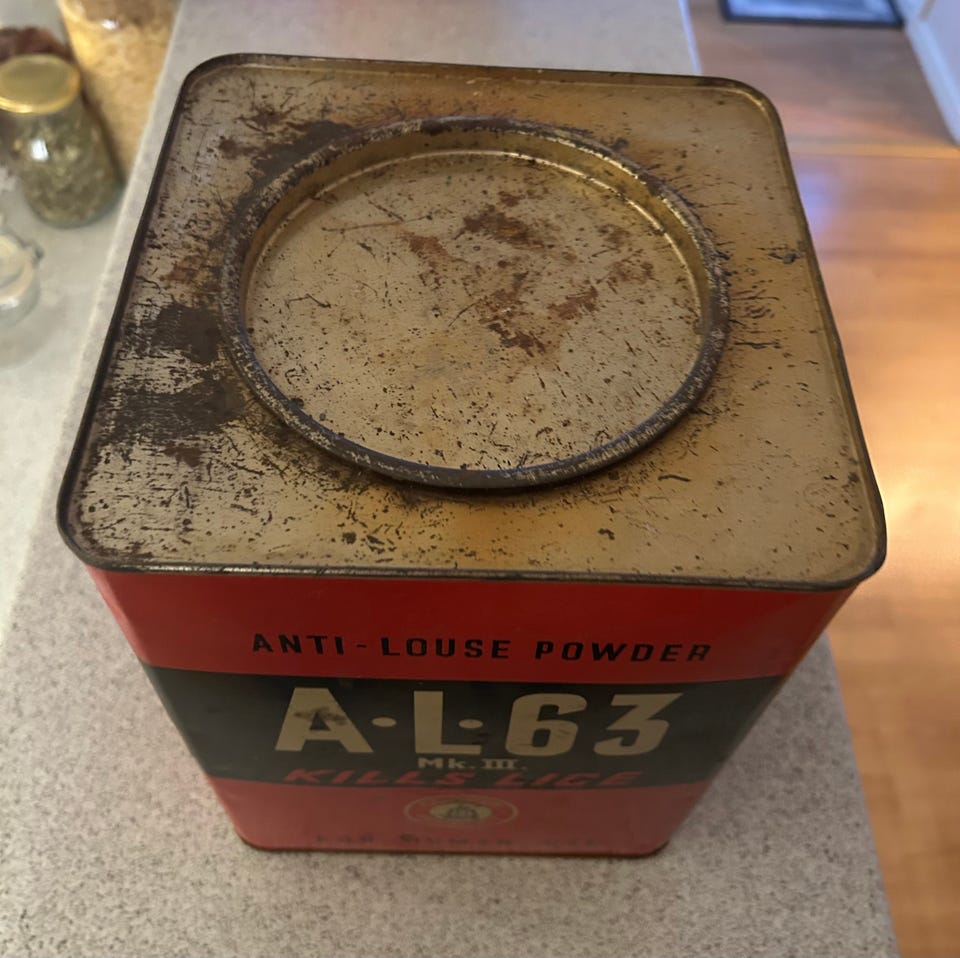 ANTI-LOUSE POWDER
A·L·63
Mk. III.
KILLS LICE